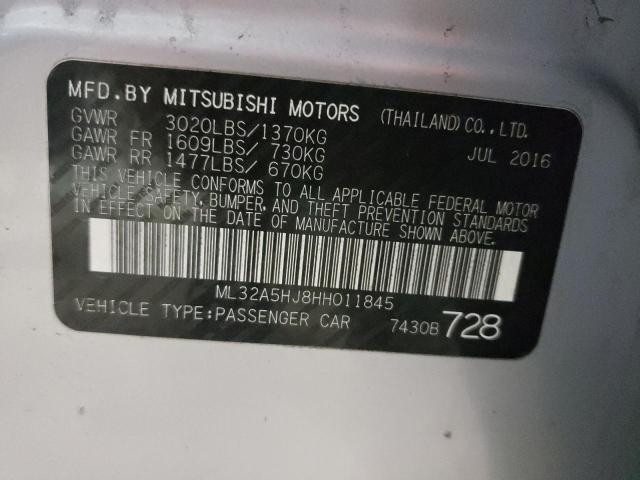 MFD.BY MITSUBISHI MOTORS (THAILAND) CO., LTD.
GVWR 3020LBS/1370KG JUL 2016
GAWR FR 1609LBS/ 730KG
GAWR RR 1477LBS/ 670KG
THIS VEHICLE CONFORMS TO ALL APPLICABLE FEDERAL MOTOR
VEHICLE SAFETY, BUMPER, AND THEFT PREVENTION STANDARDS
IN EFFECT ON THE DATE OF MANUFACTURE SHOWN ABOVE.
ML32A5HJ8HH011845
VEHICLE TYPE:PASSENGER CAR 7430B 728